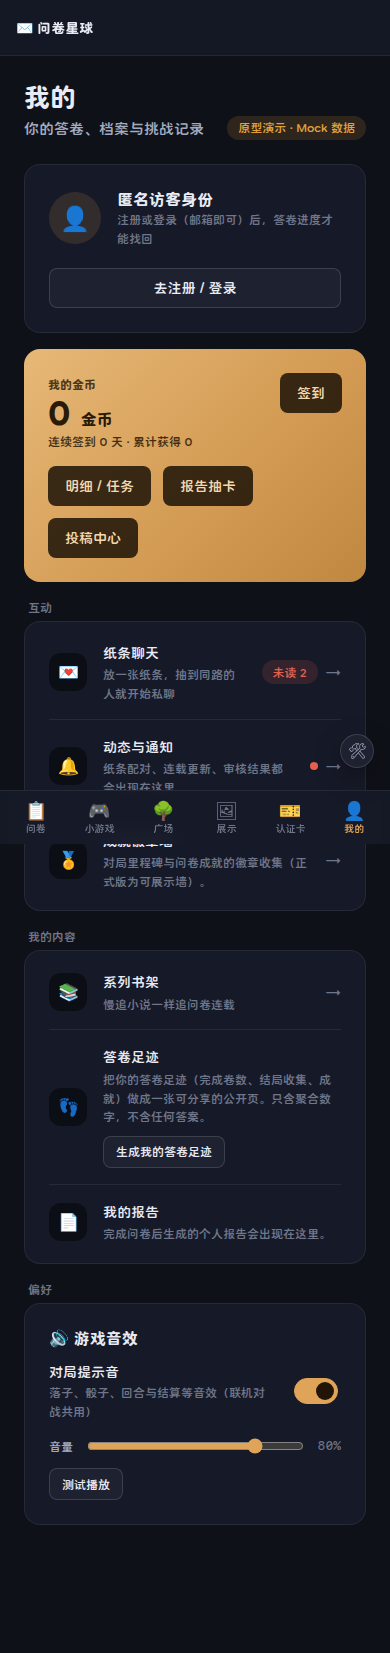 问卷星球
我的
你的答卷、档案与挑战记录
原型演示 · Mock 数据
匿名访客身份
注册或登录（邮箱即可）后，答卷进度才
能找回
去注册 / 登录
我的金币
0 金币
连续签到 0 天 · 累计获得 0
签到
明细 / 任务
报告抽卡
投稿中心
互动
纸条聊天
放一张纸条，抽到同路的
人就开始私聊
未读 2 →
动态与通知
纸条配对、连载更新、审核结果都
会出现在这里
→
问卷
小游戏
广场
展示
认证卡
我的
对局里程碑与问卷成就的徽章收集（正
式版为可展示墙）。
→
我的内容
系列书架
慢追小说一样追问卷连载
→
答卷足迹
把你的答卷足迹（完成卷数、结局收集、成
就）做成一张可分享的公开页。只含聚合数
字，不含任何答案。
生成我的答卷足迹
我的报告
完成问卷后生成的个人报告会出现在这里。
偏好
游戏音效
对局提示音
落子、骰子、回合与结算等音效（联机对
战共用）
音量
80%
测试播放